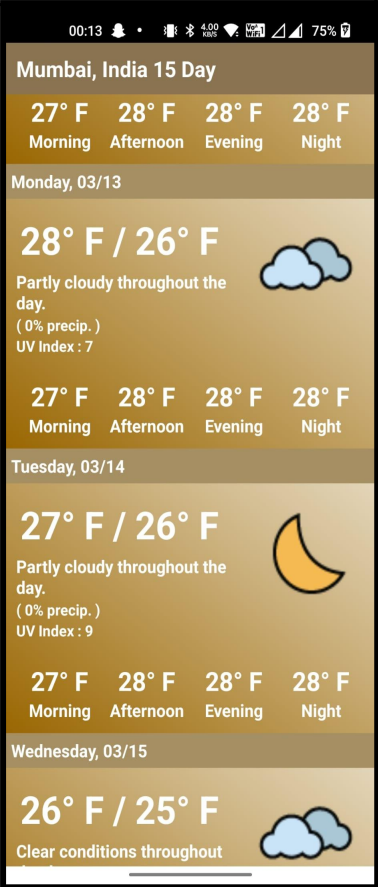 00:13
4.00 KB/S
Vo WiFi1
75%
Mumbai, India 15 Day
27° F 28° F 28° F 28° F
Morning Afternoon Evening Night
Monday, 03/13
28° F / 26° F
Partly cloudy throughout the
day.
( 0% precip. )
UV Index : 7
27° F 28° F 28° F 28° F
Morning Afternoon Evening Night
Tuesday, 03/14
27° F / 26° F
Partly cloudy throughout the
day.
( 0% precip. )
UV Index : 9
27° F 28° F 28° F 28° F
Morning Afternoon Evening Night
Wednesday, 03/15
26° F / 25° F
Clear conditions throughout